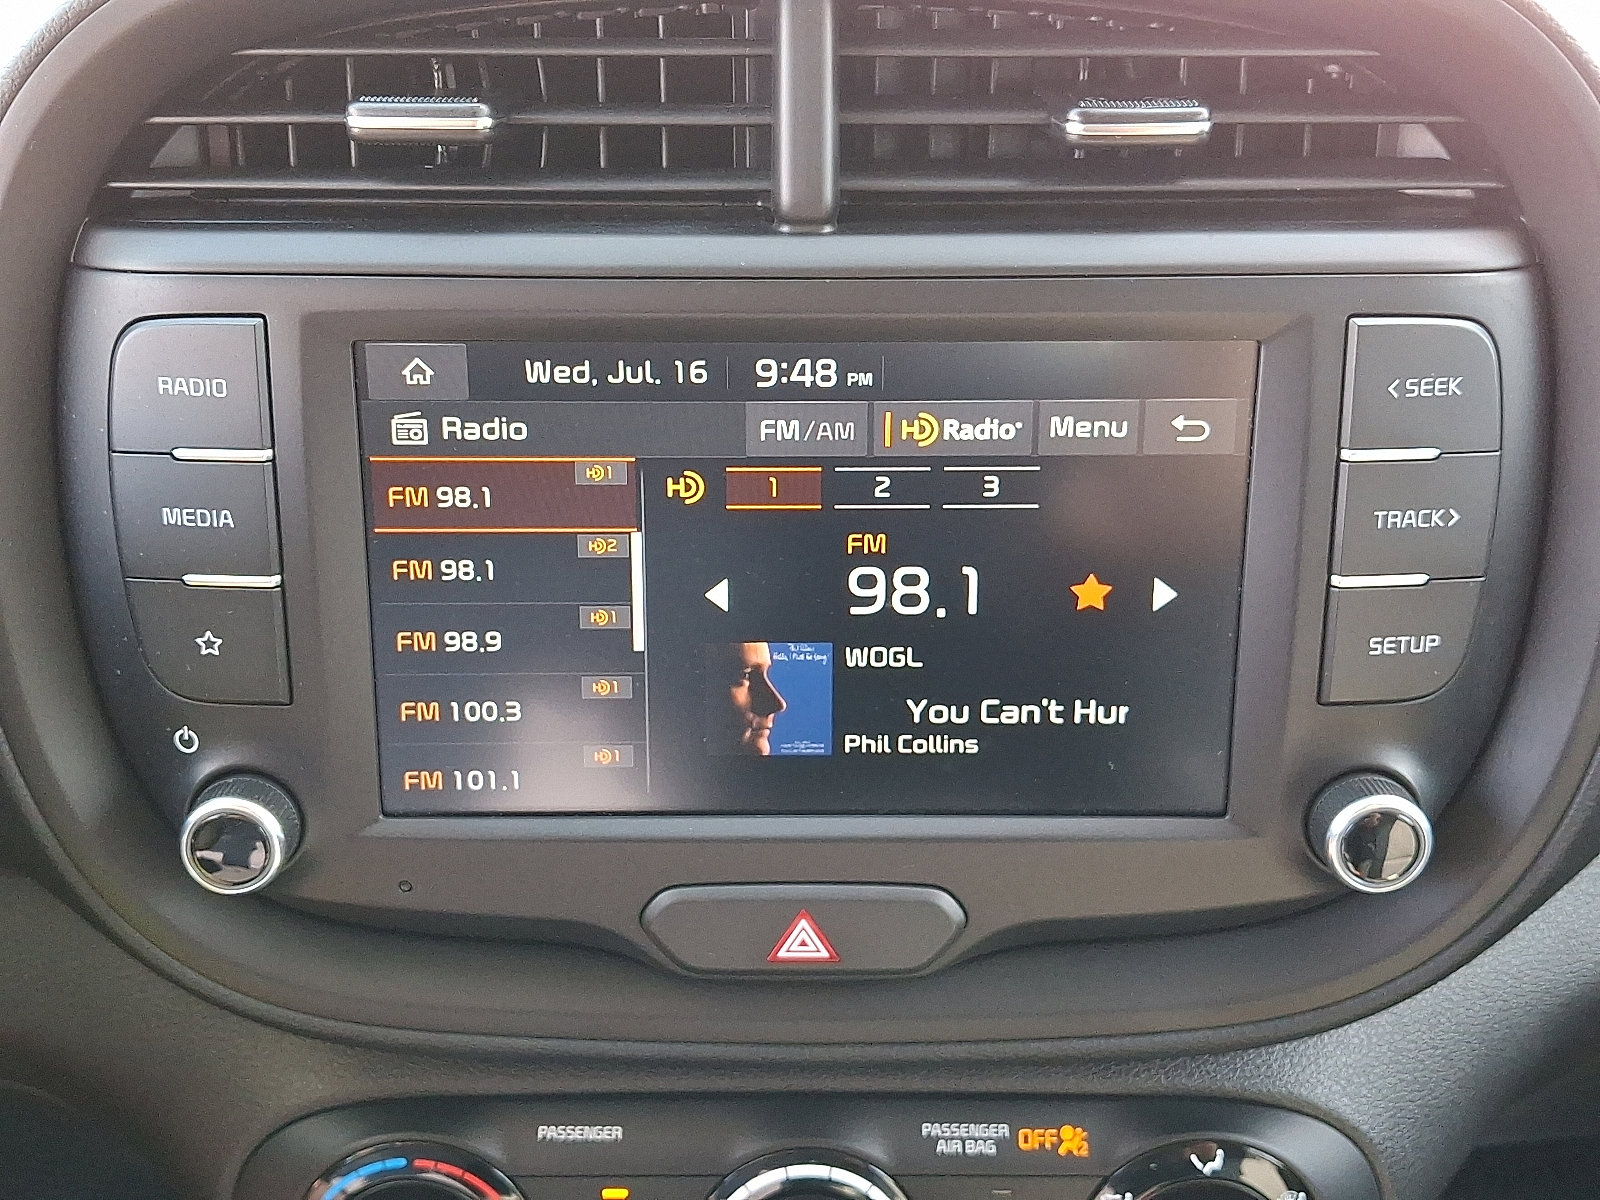 Wed, Jul. 16 9:48 PM
Radio FM/AM HD Radio Menu
RADIO
MEDIA
< SEEK
TRACK >
SETUP
FM 98.1 HD1
FM 98.1 HD2
FM 98.9 HD1
FM 100.3 HD1
FM 101.1 HD1
HD 1 2 3
FM
98.1
WOGL
You Can't Hur
Phil Collins
PASSENGER
PASSENGER
AIR BAG OFF